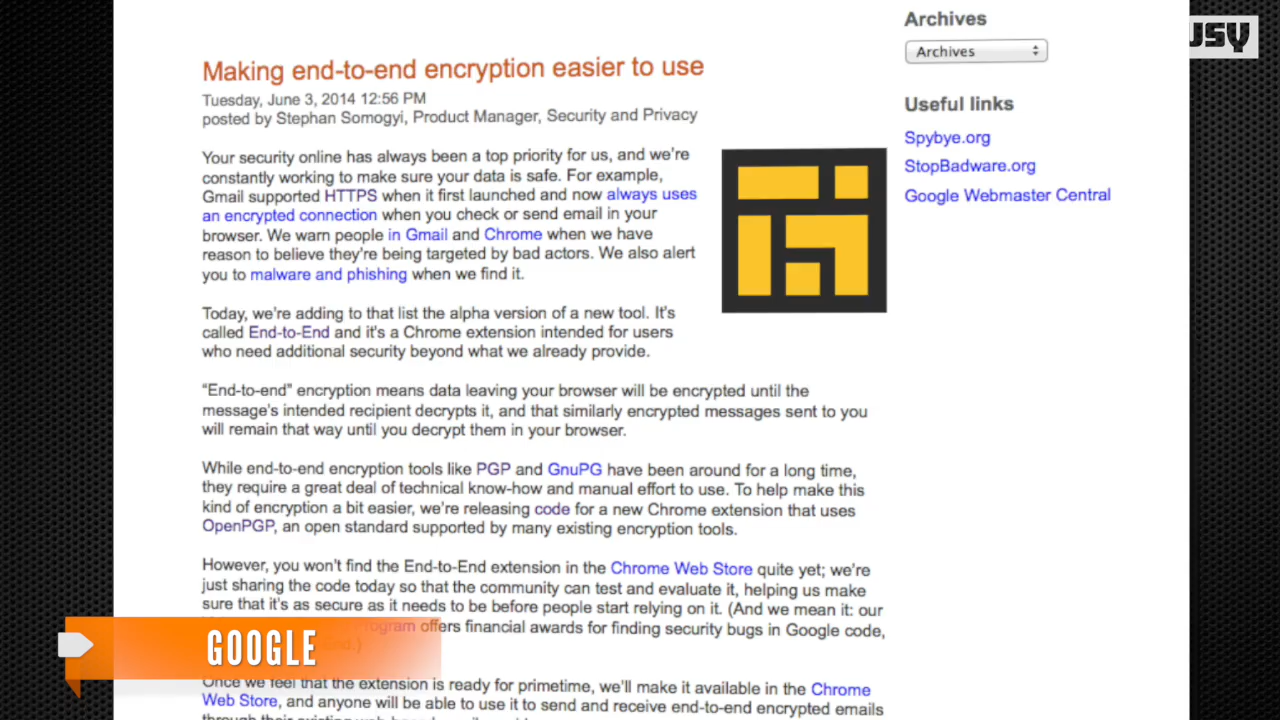 Making end-to-end encryption easier to use
Tuesday, June 3, 2014 12:56 PM
posted by Stephan Somogyi, Product Manager, Security and Privacy
Your security online has always been a top priority for us, and we're
constantly working to make sure your data is safe. For example,
Gmail supported HTTPS when it first launched and now always uses
an encrypted connection when you check or send email in your
browser. We warn people in Gmail and Chrome when we have
reason to believe they're being targeted by bad actors. We also alert
you to malware and phishing when we find it.
Today, we're adding to that list the alpha version of a new tool. It's
called End-to-End and it's a Chrome extension intended for users
who need additional security beyond what we already provide.
“End-to-end” encryption means data leaving your browser will be encrypted until the
message's intended recipient decrypts it, and that similarly encrypted messages sent to you
will remain that way until you decrypt them in your browser.
While end-to-end encryption tools like PGP and GnuPG have been around for a long time,
they require a great deal of technical know-how and manual effort to use. To help make this
kind of encryption a bit easier, we're releasing code for a new Chrome extension that uses
OpenPGP, an open standard supported by many existing encryption tools.
However, you won't find the End-to-End extension in the Chrome Web Store quite yet; we're
just sharing the code today so that the community can test and evaluate it, helping us make
sure that it's as secure as it needs to be before people start relying on it. (And we mean it: our
Program offers financial awards for finding security bugs in Google code,
Once we feel that the extension is ready for primetime, we'll make it available in the Chrome
Web Store, and anyone will be able to use it to send and receive end-to-end encrypted emails
Archives
Archives
Useful links
Spybye.org
StopBadware.org
Google Webmaster Central
GOOGLE